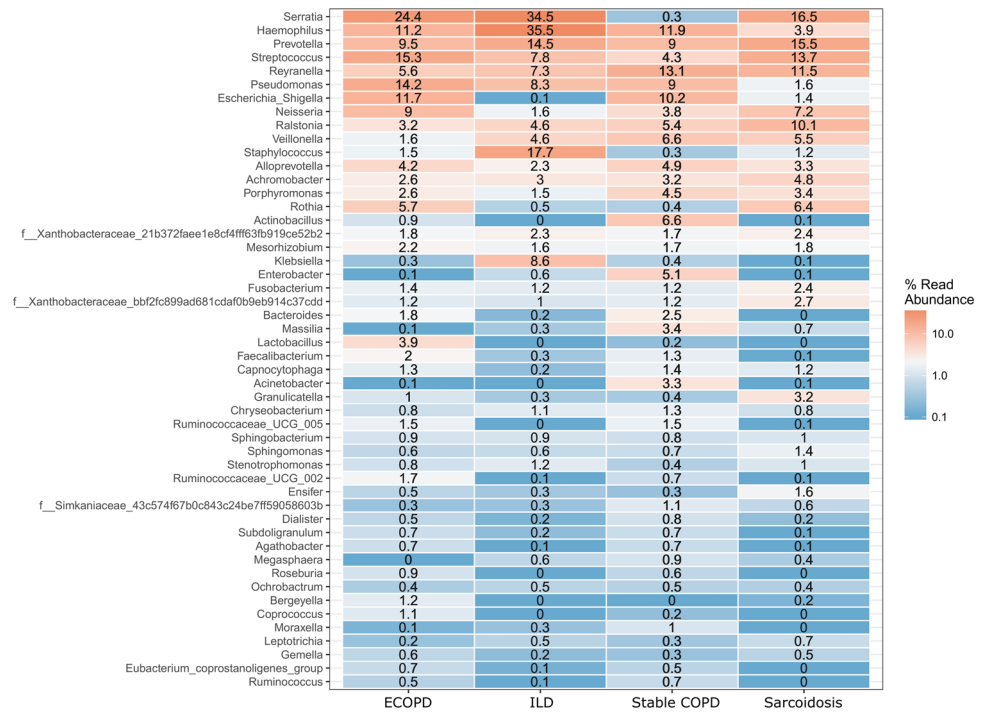 Serratia 24.4 34.5 0.3 16.5
Haemophilus 11.2 35.5 11.9 3.9
Prevotella 9.5 14.5 9 15.5
Streptococcus 15.3 7.8 4.3 13.7
Reyranella 5.6 7.3 13.1 11.5
Pseudomonas 14.2 8.3 9 1.6
Escherichia_Shigella 11.7 0.1 10.2 1.4
Neisseria 9 1.6 3.8 7.2
Ralstonia 3.2 4.6 5.4 10.1
Veillonella 1.6 4.6 6.6 5.5
Staphylococcus 1.5 17.7 0.3 1.2
Alloprevotella 4.2 2.3 4.9 3.3
Achromobacter 2.6 3 3.2 4.8
Porphyromonas 2.6 1.5 4.5 3.4
Rothia 5.7 0.5 0.4 6.4
Actinobacillus 0.9 0 6.6 0.1
f__Xanthobacteraceae_21b372faee1e8cf4fff63fb919ce52b2 1.8 2.3 1.7 2.4
Mesorhizobium 2.2 1.6 1.7 1.8
Klebsiella 0.3 8.6 0.4 0.1
Enterobacter 0.1 0.6 5.1 0.1
Fusobacterium 1.4 1.2 1.2 2.4
f__Xanthobacteraceae_bbf2fc899ad681cdaf0b9eb914c37cdd 1.2 1 1.2 2.7
Bacteroides 1.8 0.2 2.5 0
Massilia 0.1 0.3 3.4 0.7
Lactobacillus 3.9 0 0.2 0
Faecalibacterium 2 0.3 1.3 0.1
Capnocytophaga 1.3 0.2 1.4 1.2
Acinetobacter 0.1 0 3.3 0.1
Granulicatella 1 0.3 0.4 3.2
Chryseobacterium 0.8 1.1 1.3 0.8
Ruminococcaceae_UCG_005 1.5 0 1.5 0.1
Sphingobacterium 0.9 0.9 0.8 1
Sphingomonas 0.6 0.6 0.7 1.4
Stenotrophomonas 0.8 1.2 0.4 1
Ruminococcaceae_UCG_002 1.7 0.1 0.7 0.1
Ensifer 0.5 0.3 0.3 1.6
f__Simkaniaceae_43c574f67b0c843c24be7ff59058603b 0.3 0.3 1.1 0.6
Dialister 0.5 0.2 0.8 0.2
Subdoligranulum 0.7 0.2 0.7 0.1
Agathobacter 0.7 0.1 0.7 0.1
Megasphaera 0 0.6 0.9 0.4
Roseburia 0.9 0 0.6 0
Ochrobactrum 0.4 0.5 0.5 0.4
Bergeyella 1.2 0 0 0.2
Coprococcus 1.1 0 0.2 0
Moraxella 0.1 0.3 1 0
Leptotrichia 0.2 0.5 0.3 0.7
Gemella 0.6 0.2 0.3 0.5
Eubacterium_coprostanoligenes_group 0.7 0.1 0.5 0
Ruminococcus 0.5 0.1 0.7 0
ECOPD ILD Stable COPD Sarcoidosis
% Read
Abundance
10.0
1.0
0.1